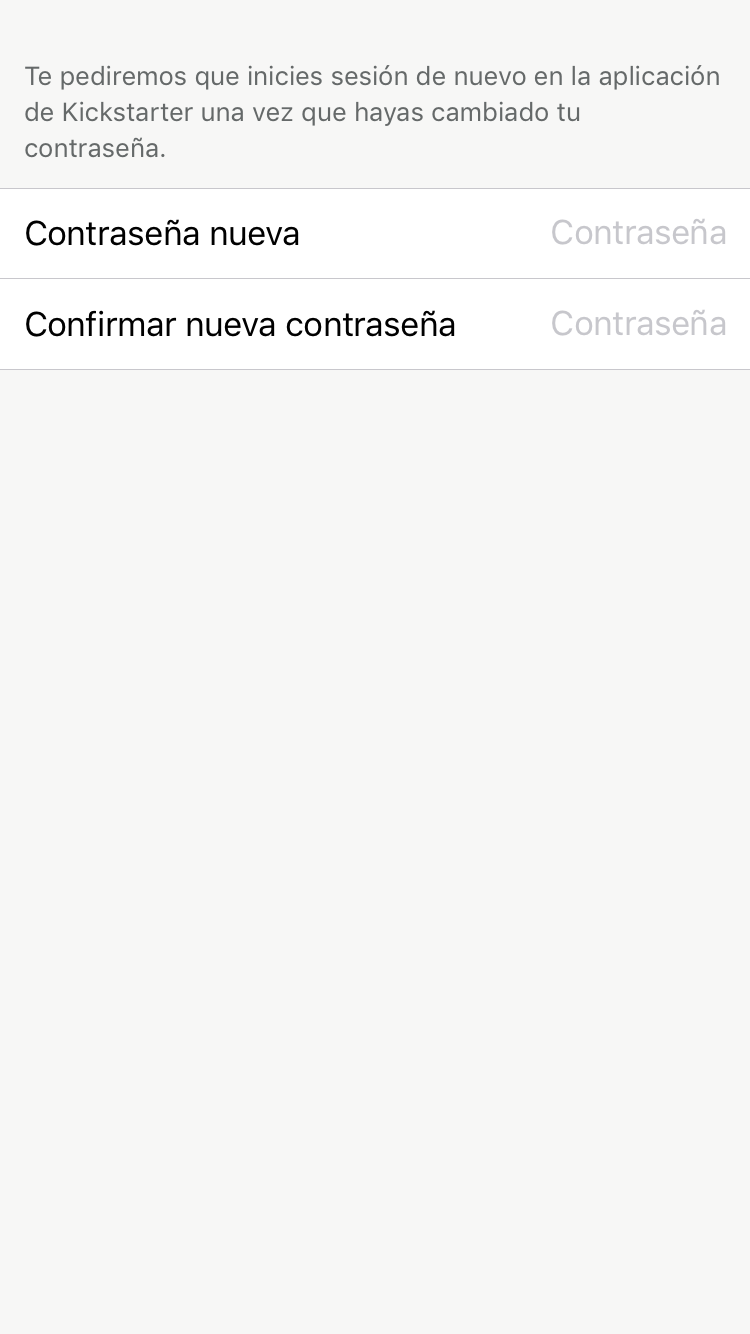 Te pediremos que inicies sesión de nuevo en la aplicación
de Kickstarter una vez que hayas cambiado tu
contraseña.
Contraseña nueva Contraseña
Confirmar nueva contraseña Contraseña